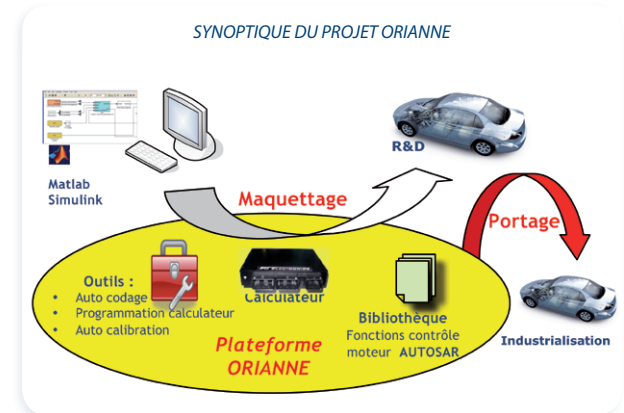 SYNOPTIQUE DU PROJET ORIANNE
R&D
Matlab
Simulink
Maquettage
Portage
Outils :
• Auto codage
• Programmation calculateur
• Auto calibration
Calculateur
Bibliothèque
Fonctions contrôle
moteur AUTOSAR
Plateforme
ORIANNE
Industrialisation